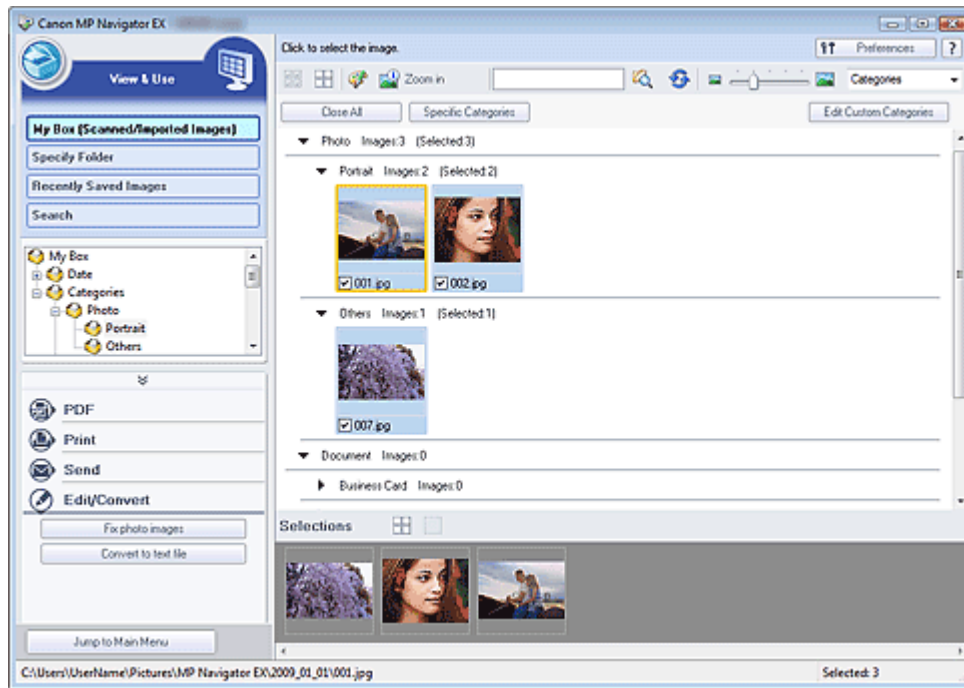 Canon MP Navigator EX
View & Use
My Box (Scanned/Imported Images)
Specify Folder
Recently Saved Images
Search
My Box
Date
Categories
Photo
Portrait
Others
PDF
Print
Send
Edit/Convert
Fix photo images
Convert to text file
Jump to Main Menu
Click to select the image.
Preferences ?
Zoom in
Categories
Close All Specific Categories Edit Custom Categories
Photo Images:3 (Selected:3)
Portrait Images:2 (Selected:2)
001.jpg 002.jpg
Others Images:1 (Selected:1)
007.jpg
Document Images:0
Business Card Images:0
Selections
C:\Users\UserName\Pictures\MP Navigator EX\2009_01_01\001.jpg Selected: 3